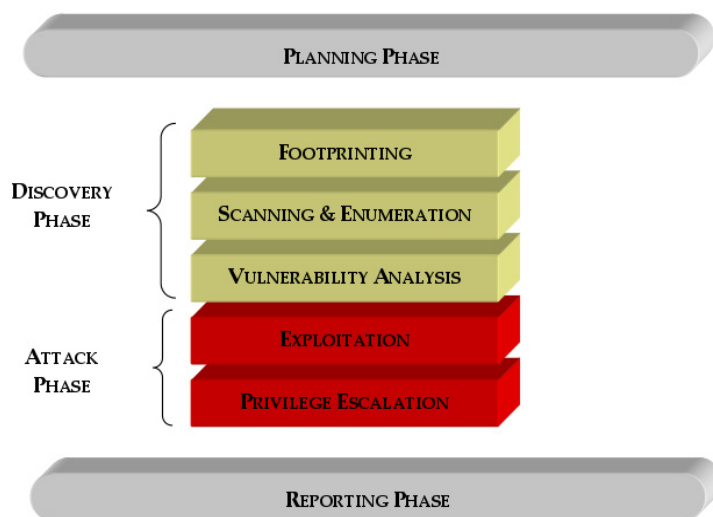 PLANNING PHASE
FOOTPRINTING
DISCOVERY
PHASE
SCANNING & ENUMERATION
VULNERABILITY ANALYSIS
EXPLOITATION
ATTACK
PHASE
PRIVILEGE ESCALATION
REPORTING PHASE